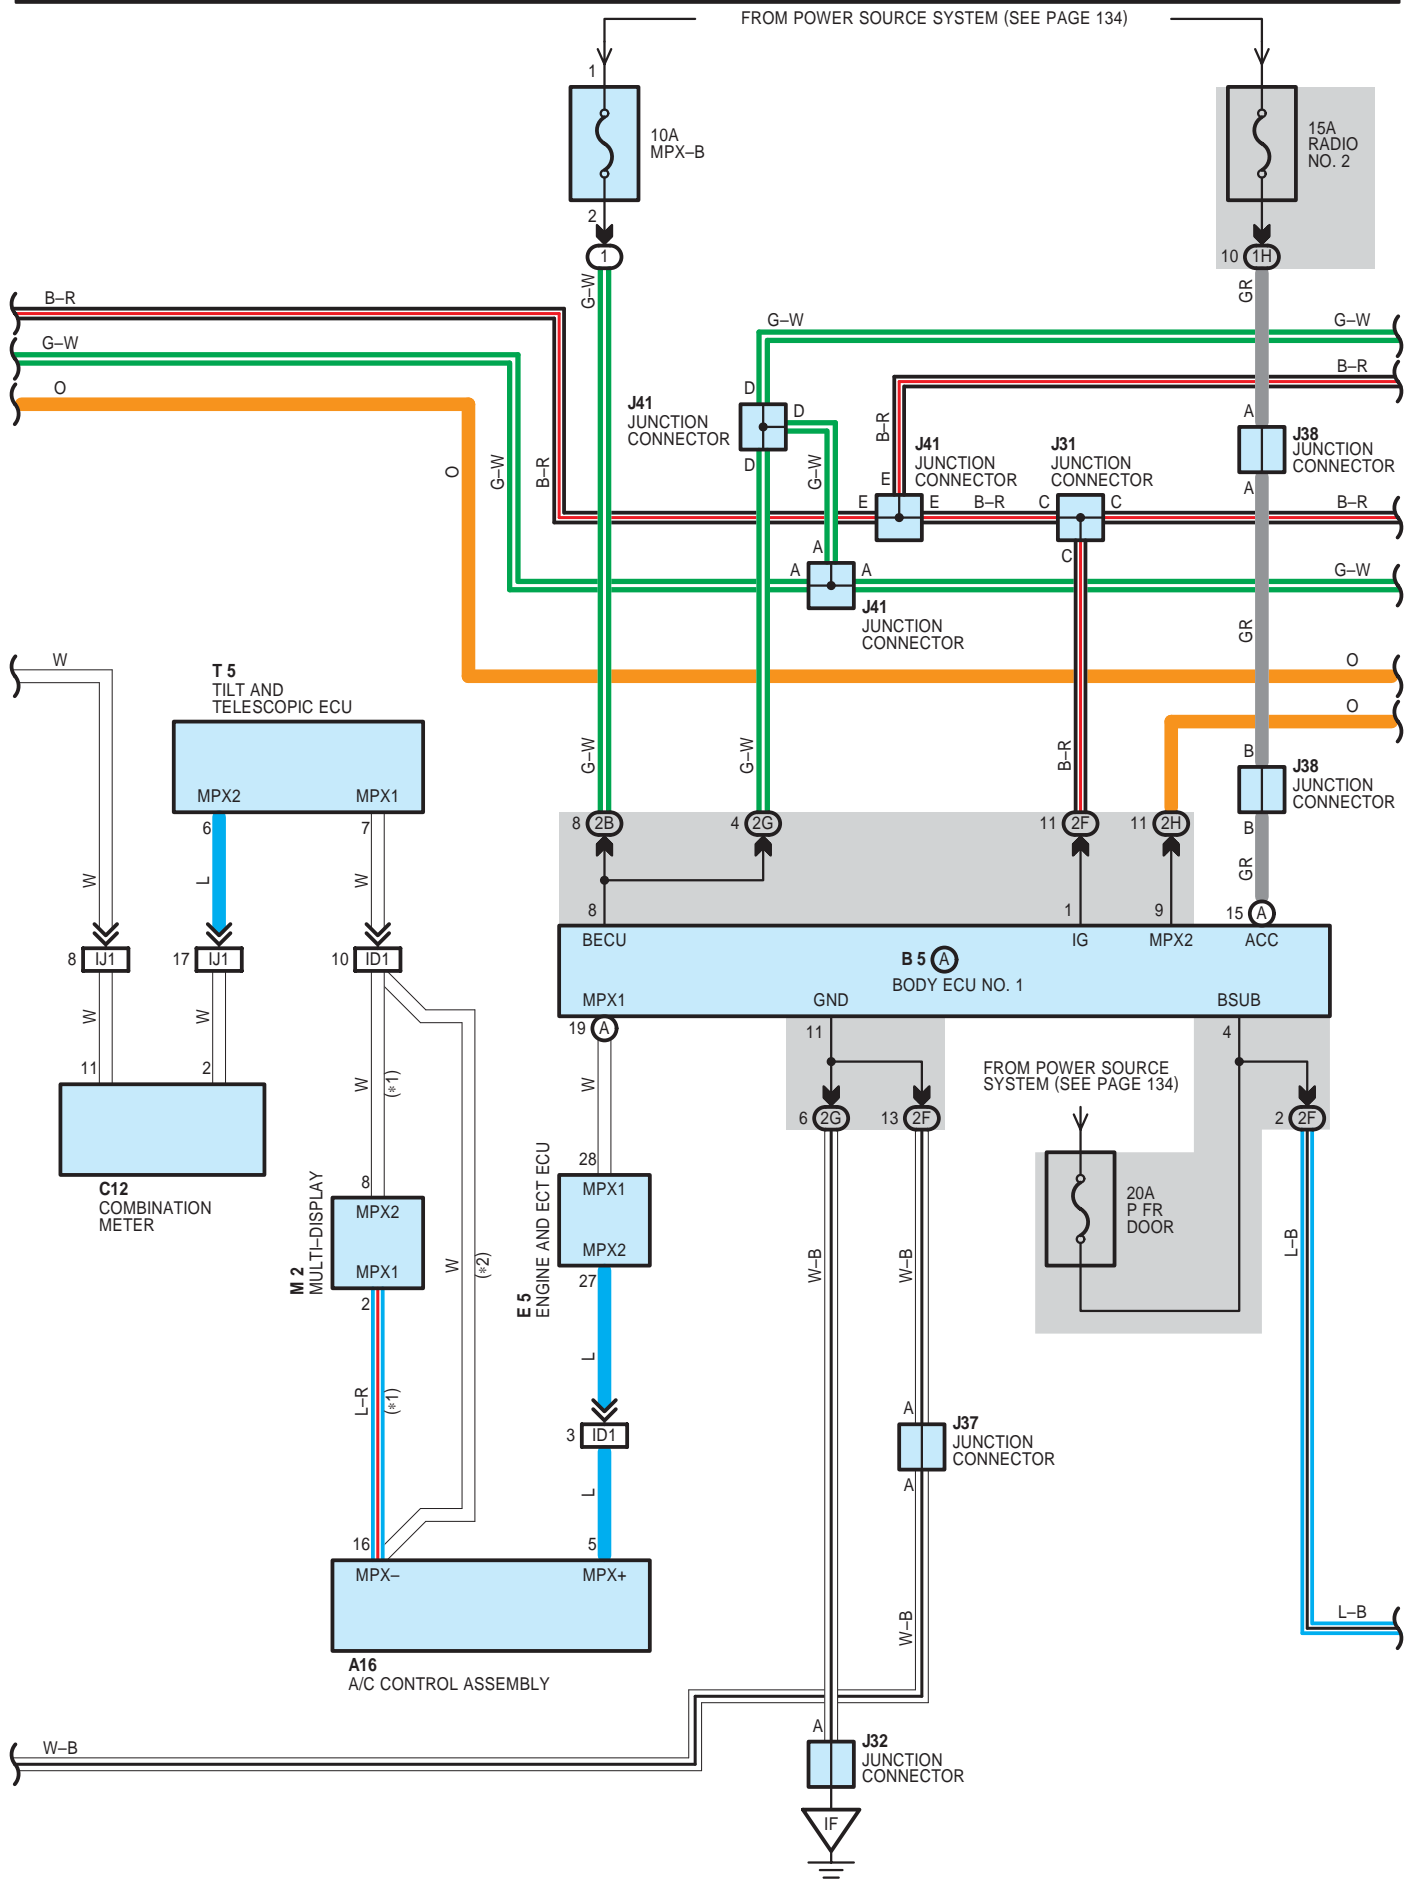 FROM POWER SOURCE SYSTEM (SEE PAGE 134)
1
10A
MPX–B
15A
RADIO
NO. 2
2
1
10 1H
G–W
GR
B–R
G–W
G–W
G–W
O
B–R
D
D
A
J41
JUNCTION
CONNECTOR
B–R
J41
JUNCTION
CONNECTOR
J31
JUNCTION
CONNECTOR
J38
JUNCTION
CONNECTOR
O
G–W
B–R
D
G–W
E
A
E
E
B–R
C
C
B–R
A
C
A
A
G–W
J41
JUNCTION
CONNECTOR
GR
W
T 5
TILT AND
TELESCOPIC ECU
O
O
G–W
G–W
B–R
B
J38
JUNCTION
CONNECTOR
MPX2
MPX1
6
7
8 2B
4 2G
11 2F
11 2H
B
W
L
W
GR
8
1
9
15 A
BECU
IG
MPX2
ACC
8 IJ1
17 IJ1
10 ID1
B 5 A
BODY ECU NO. 1
MPX1
GND
BSUB
W
W
19 A
11
4
11
2
W
(*1)
W
FROM POWER SOURCE
SYSTEM (SEE PAGE 134)
6 2G
13 2F
2 2F
C12
COMBINATION
METER
8
MPX2
MPX1
M 2
MULTI–DISPLAY
28
MPX1
MPX2
E 5
ENGINE AND ECT ECU
20A
P FR
DOOR
W
(*2)
2
27
W–B
W–B
L–B
L–R
(*1)
L
3 ID1
A
J37
JUNCTION
CONNECTOR
A
L
16
5
MPX–
MPX+
W–B
L–B
A16
A/C CONTROL ASSEMBLY
A
J32
JUNCTION
CONNECTOR
W–B
IF